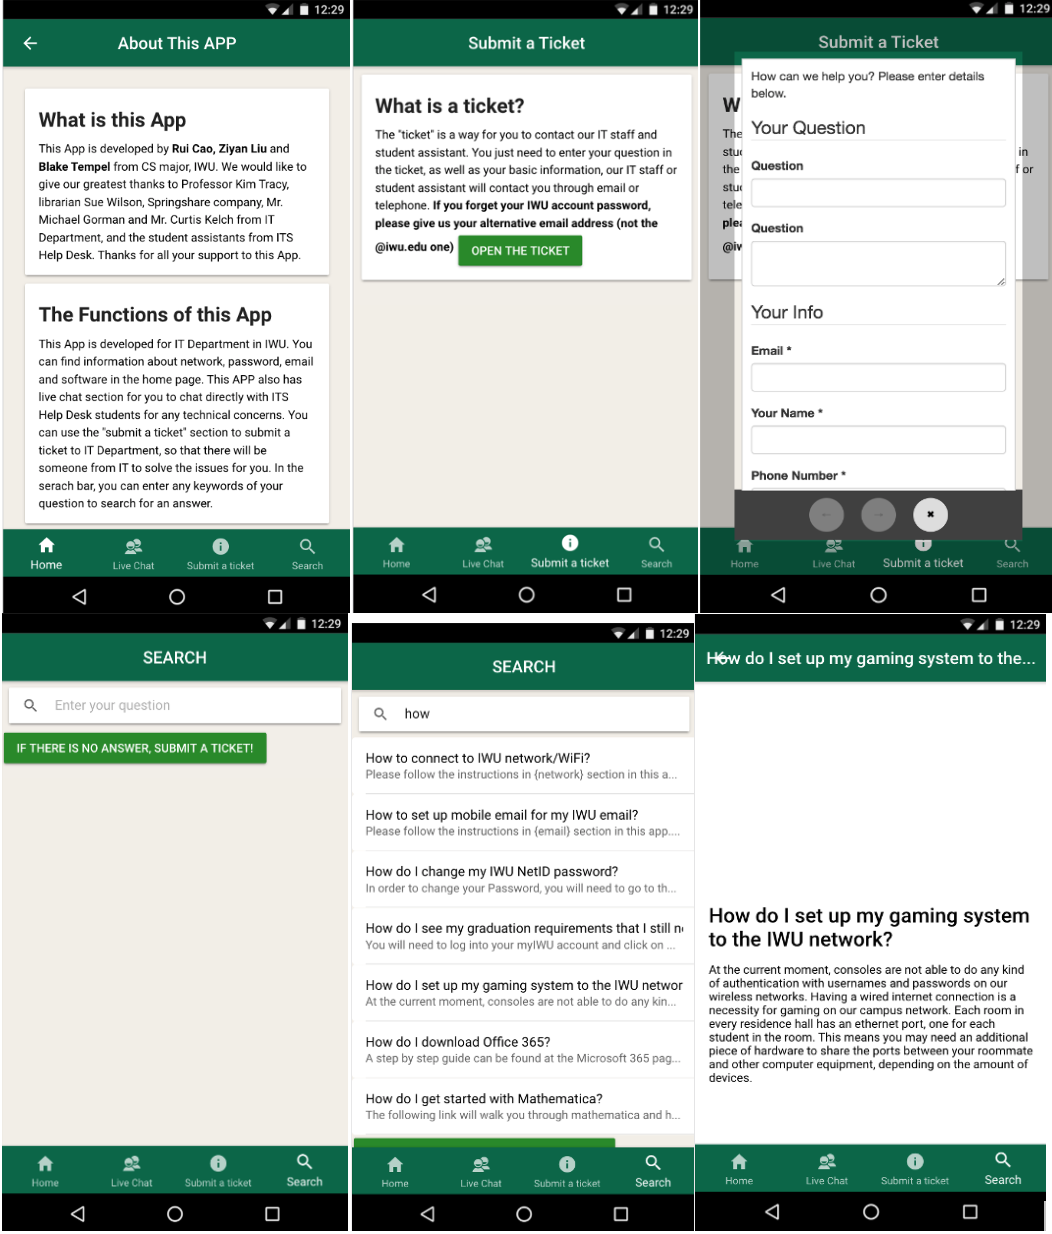 12:29
About This APP
What is this App
This App is developed by Rui Cao, Ziyan Liu and
Blake Tempel from CS major, IWU. We would like to
give our greatest thanks to Professor Kim Tracy,
librarian Sue Wilson, Springshare company, Mr.
Michael Gorman and Mr. Curtis Kelch from IT
Department, and the student assistants from ITS
Help Desk. Thanks for all your support to this App.
The Functions of this App
This App is developed for IT Department in IWU. You
can find information about network, password, email
and software in the home page. This APP also has
live chat section for you to chat directly with ITS
Help Desk students for any technical concerns. You
can use the "submit a ticket" section to submit a
ticket to IT Department, so that there will be
someone from IT to solve the issues for you. In the
serach bar, you can enter any keywords of your
question to search for an answer.
Home Live Chat Submit a ticket Search
12:29
Submit a Ticket
What is a ticket?
The "ticket" is a way for you to contact our IT staff and
student assistant. You just need to enter your question in
the ticket, as well as your basic information, our IT staff or
student assistant will contact you through email or
telephone. If you forget your IWU account password,
please give us your alternative email address (not the
@iwu.edu one) OPEN THE TICKET
Home Live Chat Submit a ticket Search
12:29
Submit a Ticket
How can we help you? Please enter details
below.
Your Question
Question
Question
Your Info
Email *
Your Name *
Phone Number *
Home Live Chat Submit a ticket Search
12:29
SEARCH
Enter your question
IF THERE IS NO ANSWER, SUBMIT A TICKET!
Home Live Chat Submit a ticket Search
12:29
SEARCH
how
How to connect to IWU network/WiFi?
Please follow the instructions in {network} section in this a...
How to set up mobile email for my IWU email?
Please follow the instructions in {email} section in this app....
How do I change my IWU NetID password?
In order to change your Password, you will need to go to th...
How do I see my graduation requirements that I still n
You will need to log into your myIWU account and click on ...
How do I set up my gaming system to the IWU networ
At the current moment, consoles are not able to do any kin...
How do I download Office 365?
A step by step guide can be found at the Microsoft 365 pag...
How do I get started with Mathematica?
The following link will walk you through mathematica and h...
Home Live Chat Submit a ticket Search
12:29
How do I set up my gaming system to the...
How do I set up my gaming system
to the IWU network?
At the current moment, consoles are not able to do any kind
of authentication with usernames and passwords on our
wireless networks. Having a wired internet connection is a
necessity for gaming on our campus network. Each room in
every residence hall has an ethernet port, one for each
student in the room. This means you may need an additional
piece of hardware to share the ports between your roommate
and other computer equipment, depending on the amount of
devices.
Home Live Chat Submit a ticket Search